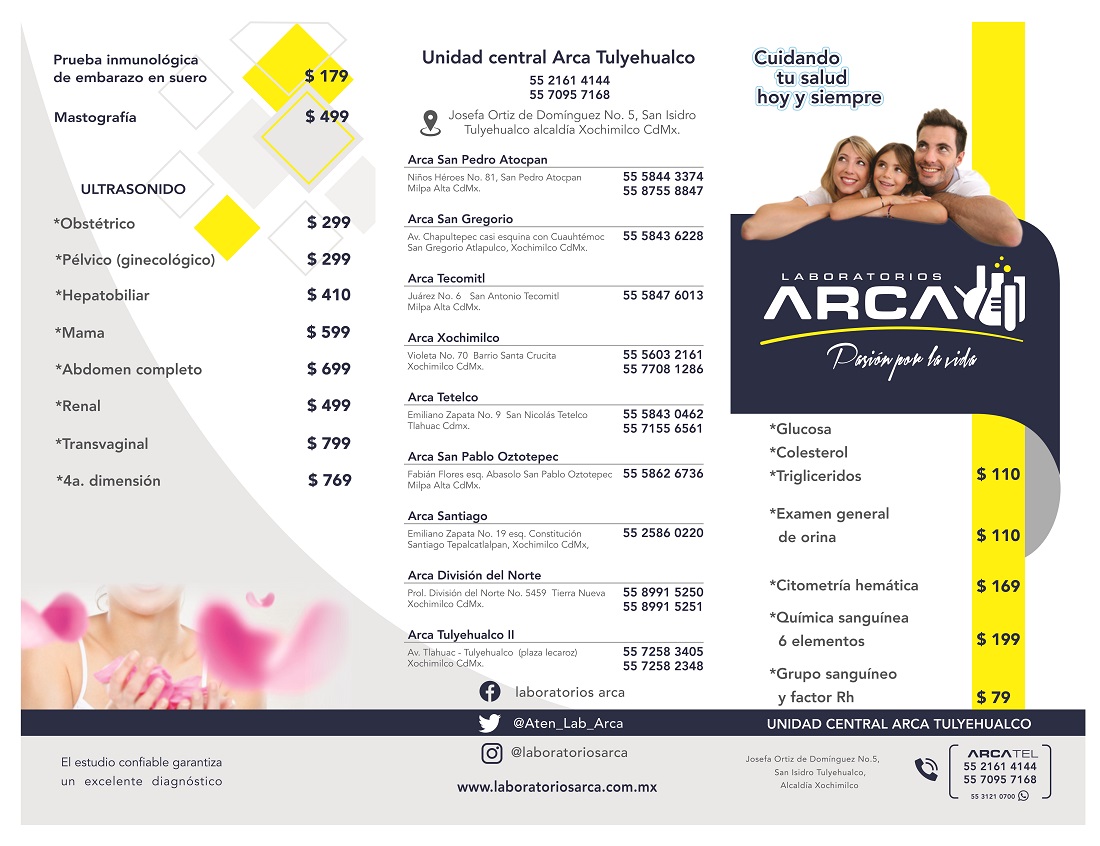 Prueba inmunológica
de embarazo en suero $ 179
Mastografía $ 499
ULTRASONIDO
*Obstétrico $ 299
*Pélvico (ginecológico) $ 299
*Hepatobiliar $ 410
*Mama $ 599
*Abdomen completo $ 699
*Renal $ 499
*Transvaginal $ 799
*4a. dimensión $ 769
El estudio confiable garantiza
un excelente diagnóstico
Unidad central Arca Tulyehualco
55 2161 4144
55 7095 7168
Josefa Ortiz de Domínguez No. 5, San Isidro
Tulyehualco alcaldía Xochimilco CdMx.
Arca San Pedro Atocpan
Niños Héroes No. 81, San Pedro Atocpan 55 5844 3374
Milpa Alta CdMx. 55 8755 8847
Arca San Gregorio
Av. Chapultepec casi esquina con Cuauhtémoc 55 5843 6228
San Gregorio Atlapulco, Xochimilco CdMx.
Arca Tecomitl
Juárez No. 6 San Antonio Tecomitl 55 5847 6013
Milpa Alta CdMx.
Arca Xochimilco
Violeta No. 70 Barrio Santa Crucita 55 5603 2161
Xochimilco CdMx. 55 7708 1286
Arca Tetelco
Emiliano Zapata No. 9 San Nicolás Tetelco 55 5843 0462
Tlahuac Cdmx. 55 7155 6561
Arca San Pablo Oztotepec
Fabián Flores esq. Abasolo San Pablo Oztotepec 55 5862 6736
Milpa Alta CdMx.
Arca Santiago
Emiliano Zapata No. 19 esq. Constitución 55 2586 0220
Santiago Tepalcatlalpan, Xochimilco CdMx,
Arca División del Norte
Prol. División del Norte No. 5459 Tierra Nueva 55 8991 5250
Xochimilco CdMx. 55 8991 5251
Arca Tulyehualco II
Av. Tlahuac - Tulyehualco (plaza lecaroz) 55 7258 3405
Xochimilco CdMx. 55 7258 2348
laboratorios arca
@Aten_Lab_Arca
@laboratoriosarca
www.laboratoriosarca.com.mx
Cuidando
tu salud
hoy y siempre
LABORATORIOS
ARCA
Pasión por la vida
*Glucosa
*Colesterol
*Trigliceridos $ 110
*Examen general
de orina $ 110
*Citometría hemática $ 169
*Química sanguínea
6 elementos $ 199
*Grupo sanguíneo
y factor Rh $ 79
UNIDAD CENTRAL ARCA TULYEHUALCO
Josefa Ortiz de Domínguez No.5,
San Isidro Tulyehualco,
Alcaldía Xochimilco
ARCATEL
55 2161 4144
55 7095 7168
55 3121 0700